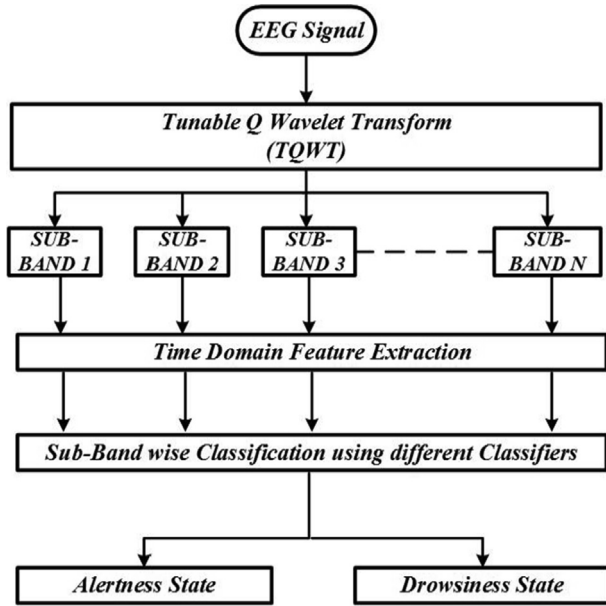 EEG Signal
Tunable Q Wavelet Transform
(TQWT)
SUB-
BAND 1
SUB-
BAND 2
SUB-
BAND 3
SUB-
BAND N
Time Domain Feature Extraction
Sub-Band wise Classification using different Classifiers
Alertness State
Drowsiness State